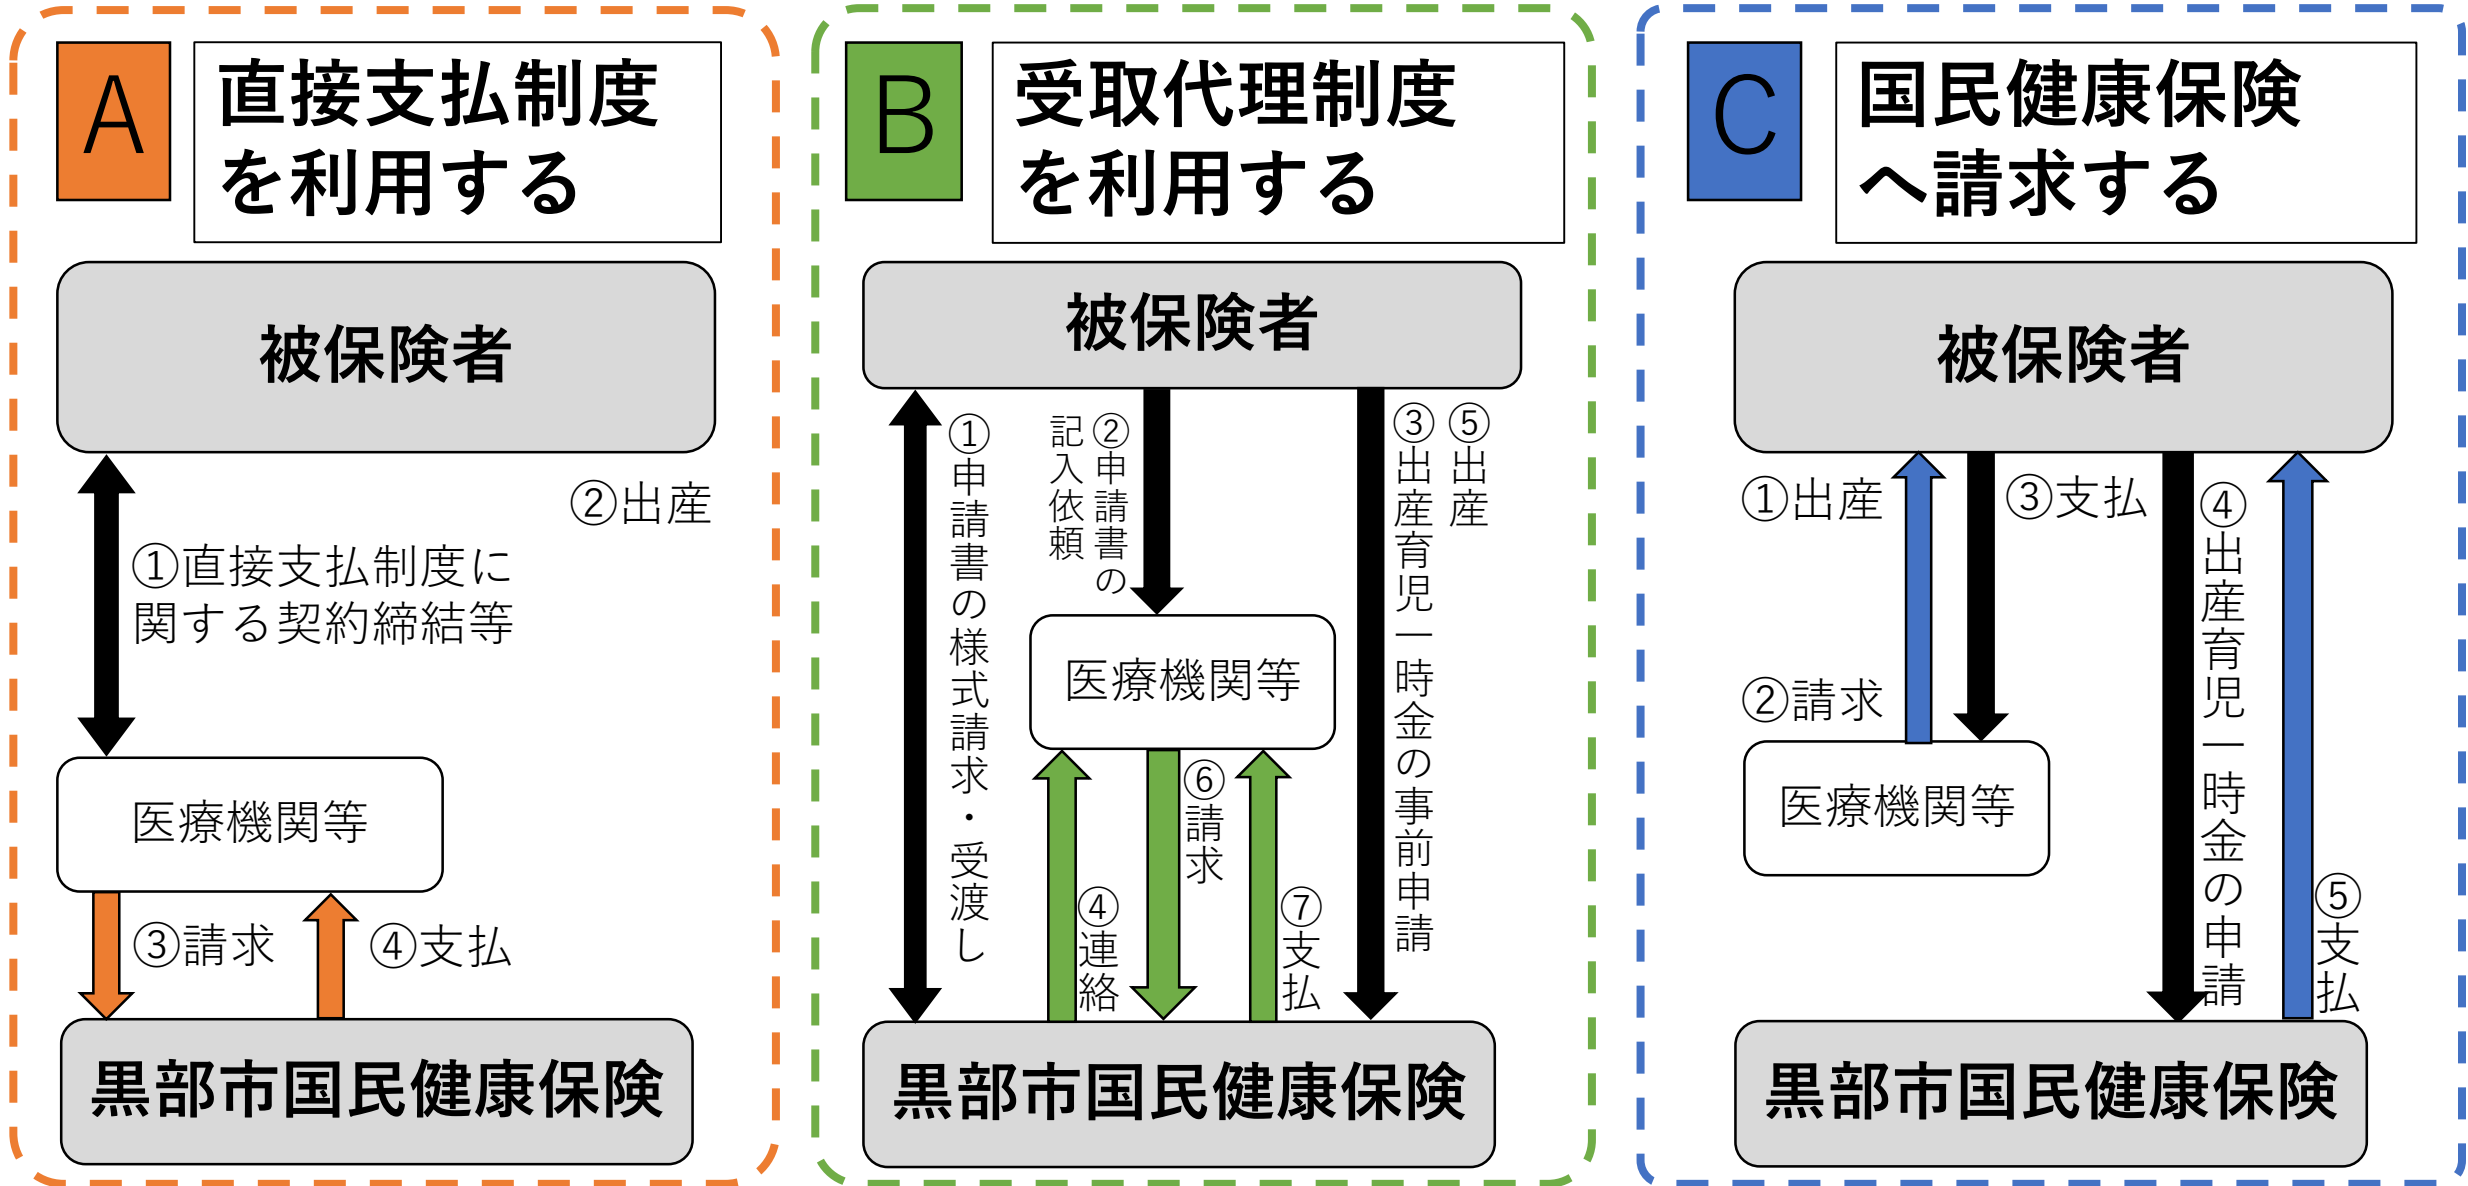 A
直接支払制度
を利用する
被保険者
②出産
①直接支払制度に
関する契約締結等
医療機関等
③請求
④支払
黒部市国民健康保険
B
受取代理制度
を利用する
被保険者
①申請書の様式請求・受渡し
②申請書の
記入依頼
③出産育児一時金の事前申請
⑤出産
医療機関等
④連絡
⑥請求
⑦支払
黒部市国民健康保険
C
国民健康保険
へ請求する
被保険者
①出産
③支払
②請求
④出産育児一時金の申請
医療機関等
⑤支払
黒部市国民健康保険